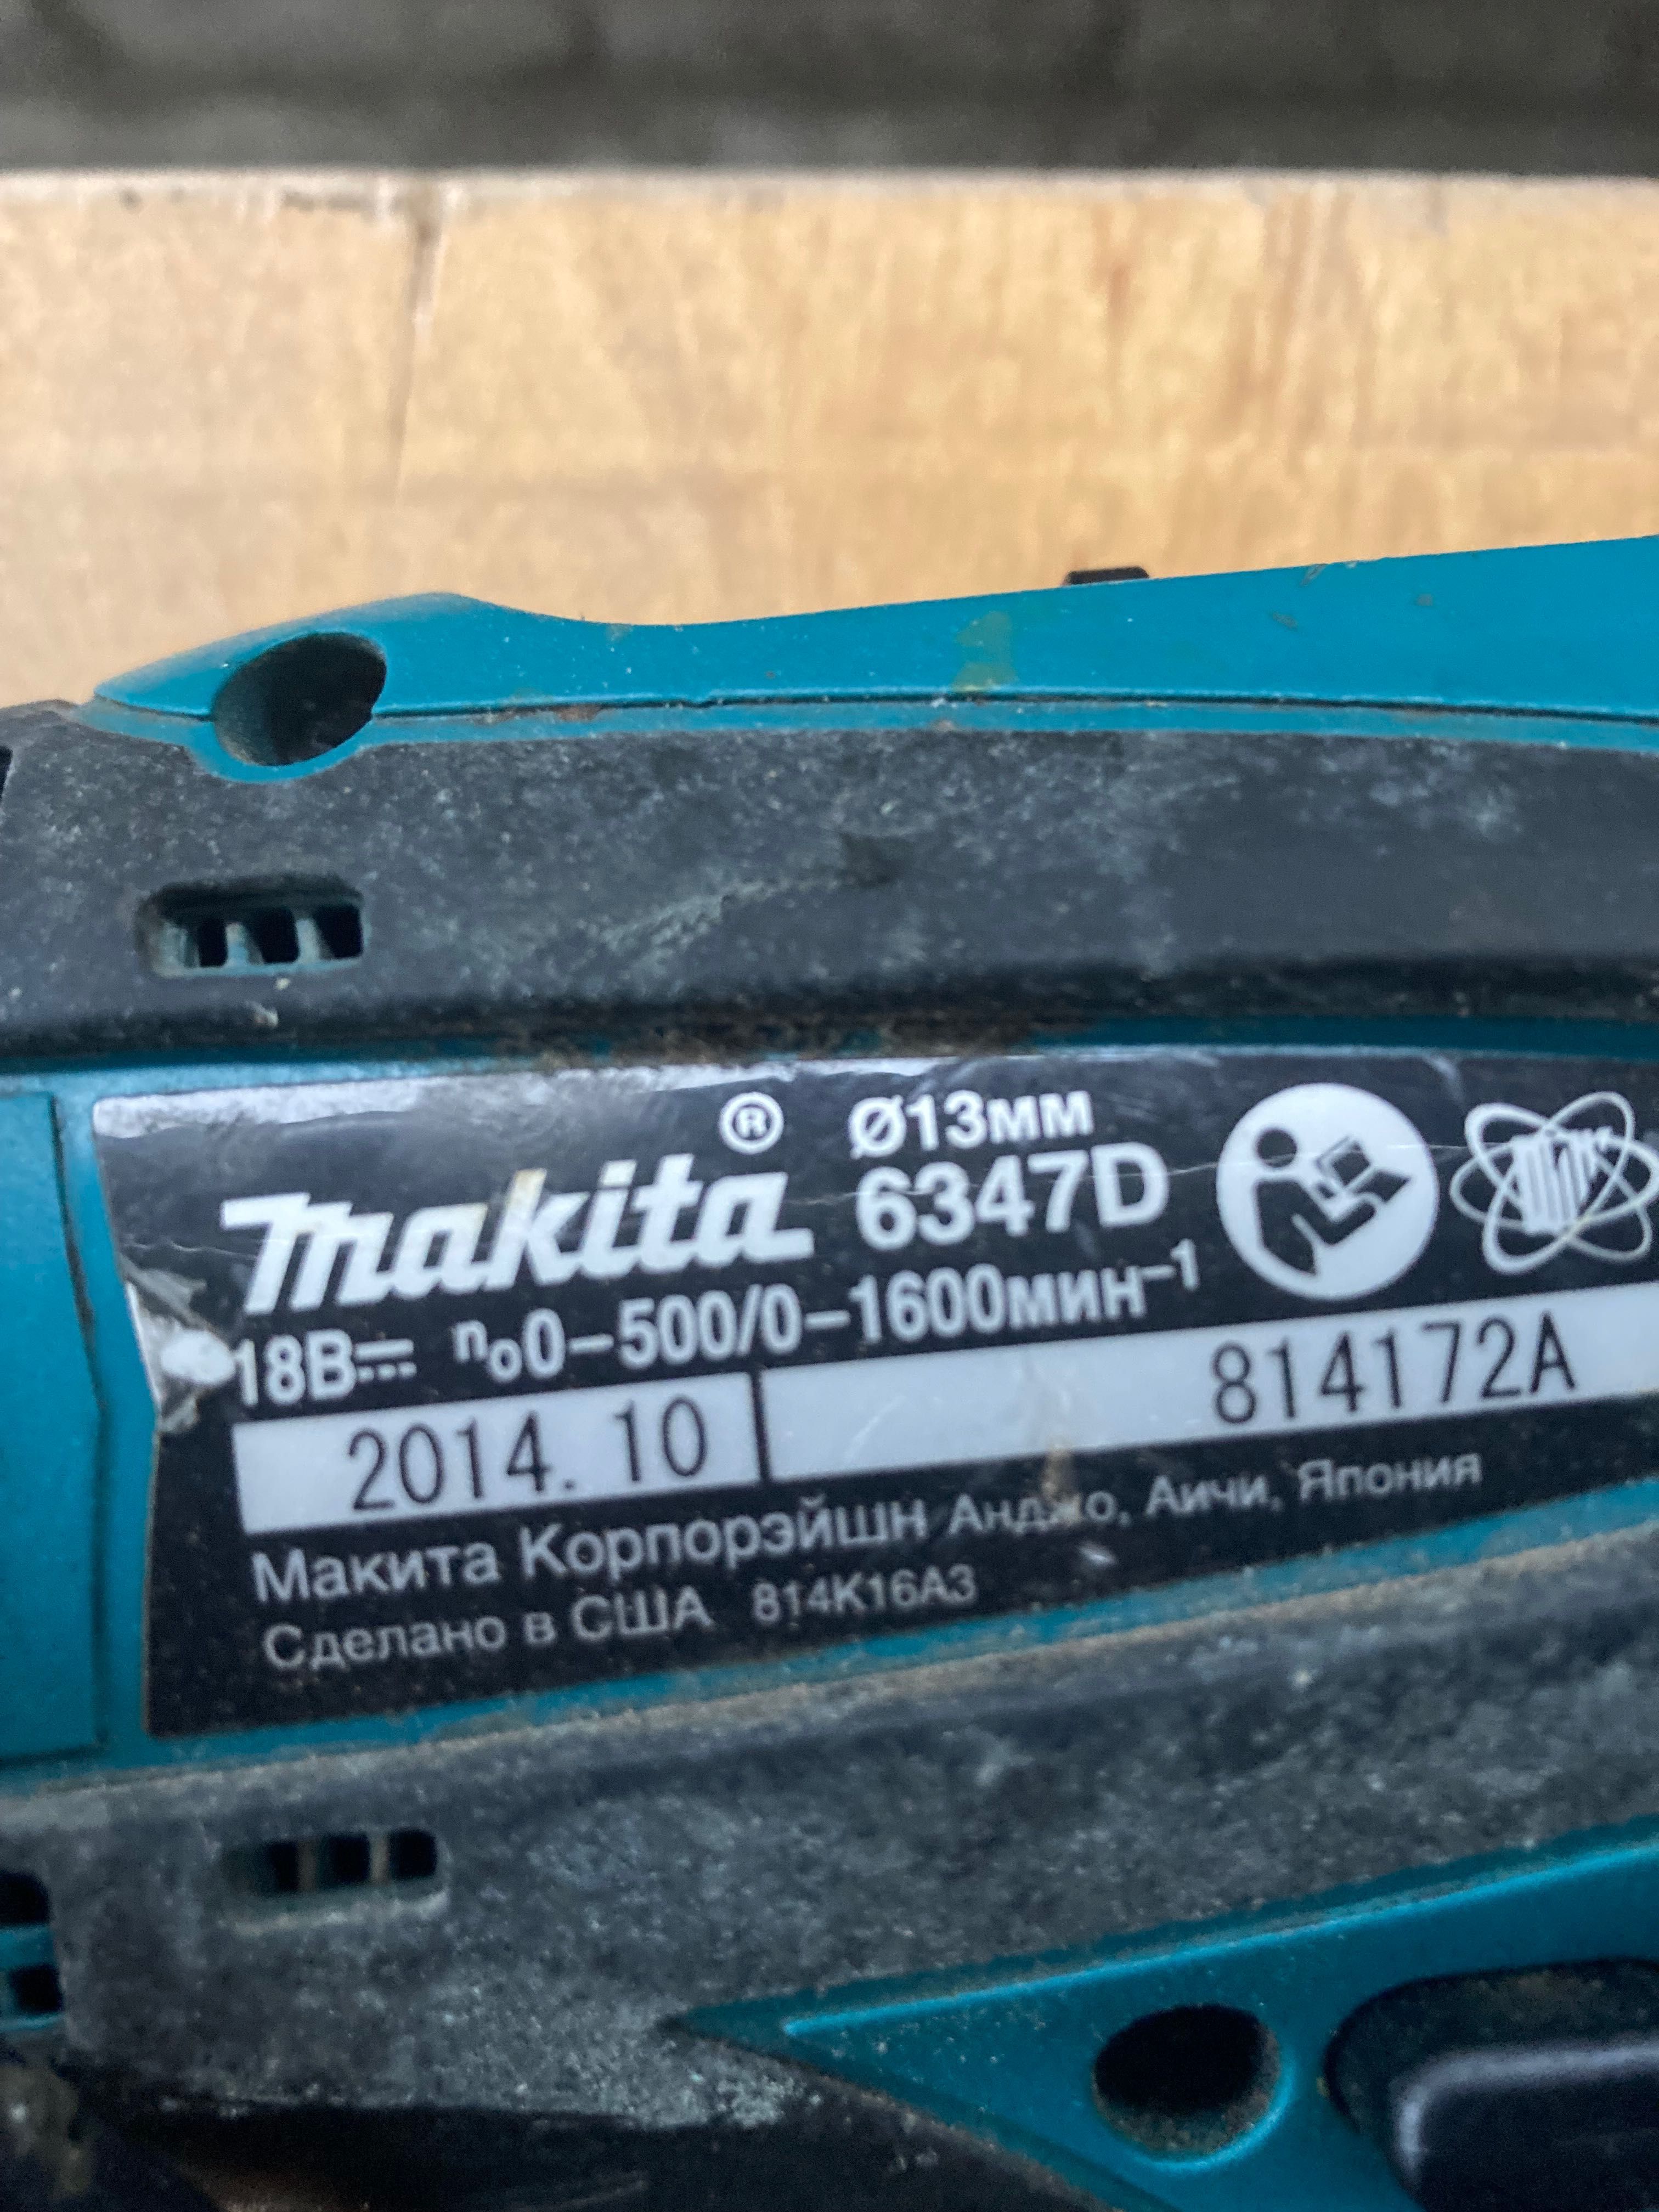 makita® Ø13мм
6347D
18В n₀0–500/0–1600мин⁻¹
2014. 10 814172A
Макита Корпорэйшн Анджо, Аичи, Япония
Сделано в США 814K16A3